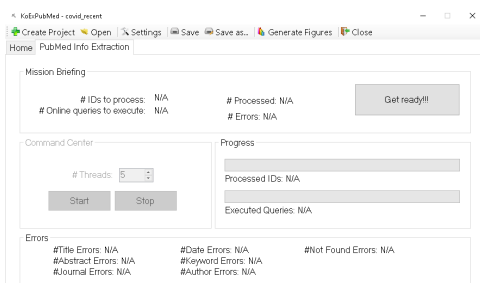 KoExPubMed - covid_recent
Create Project Open Settings Save Save as... Generate Figures Close
Home PubMed Info Extraction
Mission Briefing
# IDs to process: N/A
# Online queries to execute: N/A
# Processed: N/A
# Errors: N/A
Get ready!!!
Command Center
# Threads: 5
Start Stop
Progress
Processed IDs: N/A
Executed Queries: N/A
Errors
#Title Errors: N/A #Date Errors: N/A #Not Found Errors: N/A
#Abstract Errors: N/A #Keyword Errors: N/A
#Journal Errors: N/A #Author Errors: N/A